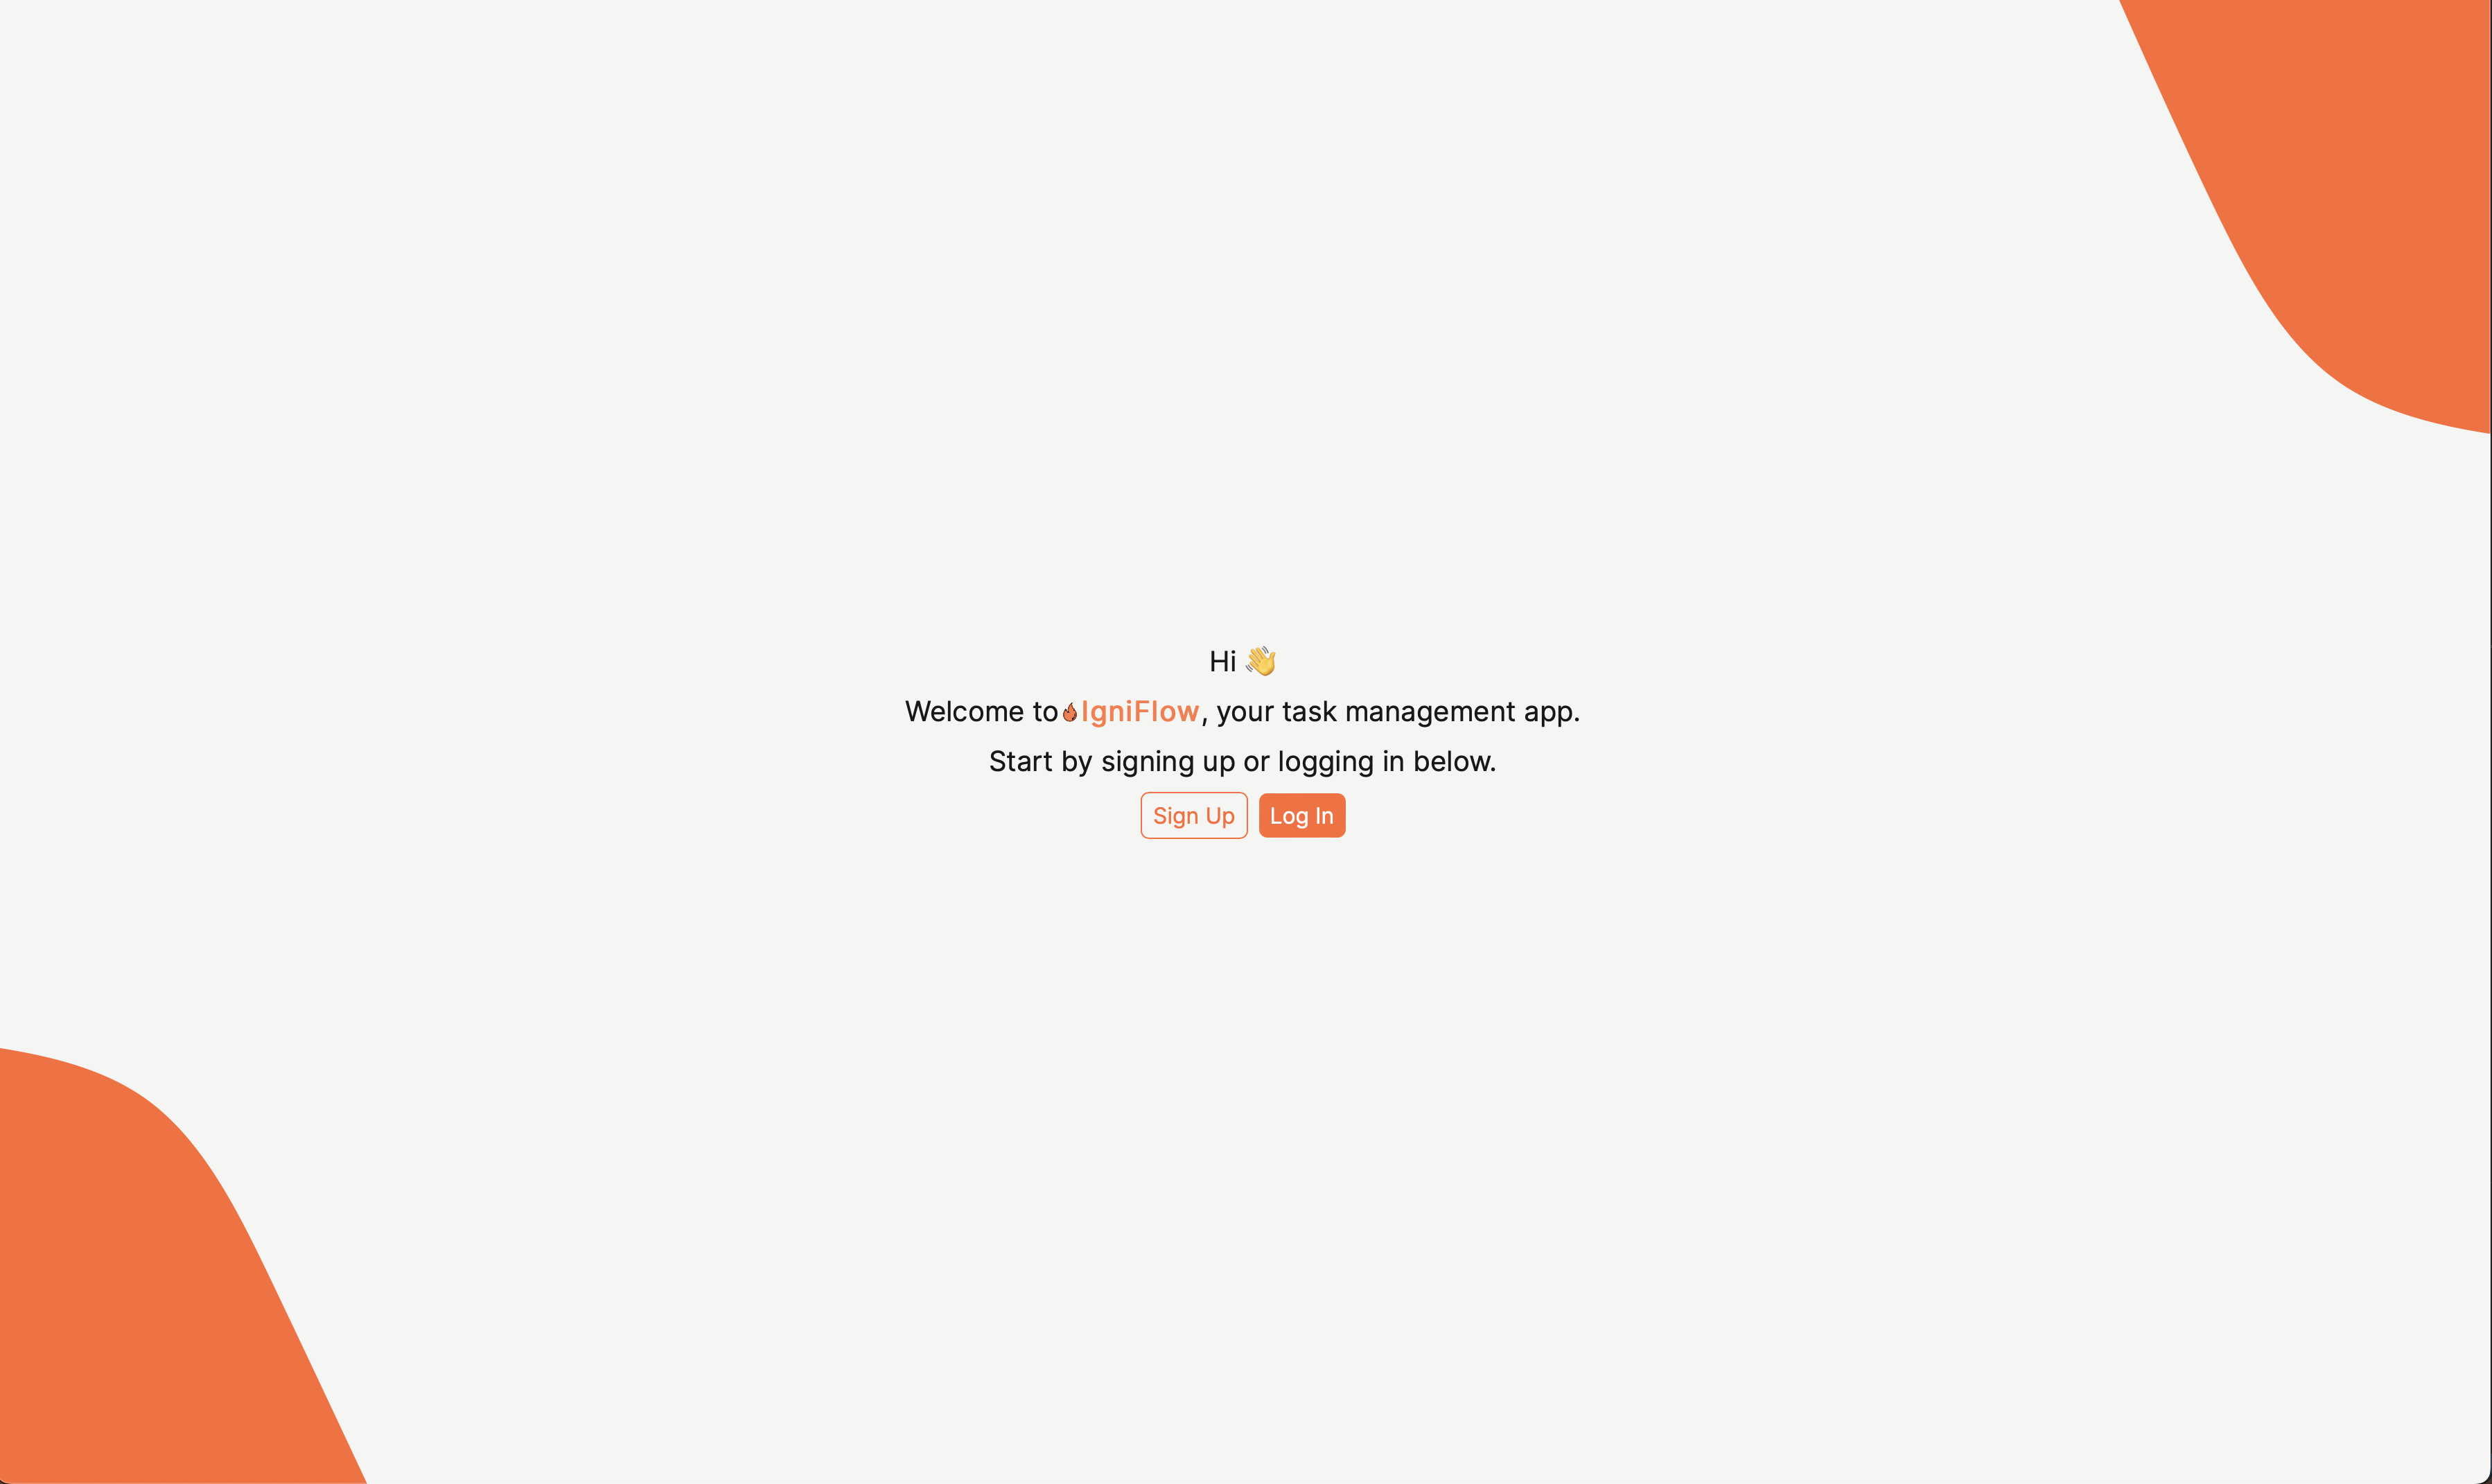 Hi 👋
Welcome to IgniFlow, your task management app.
Start by signing up or logging in below.
Sign Up Log In